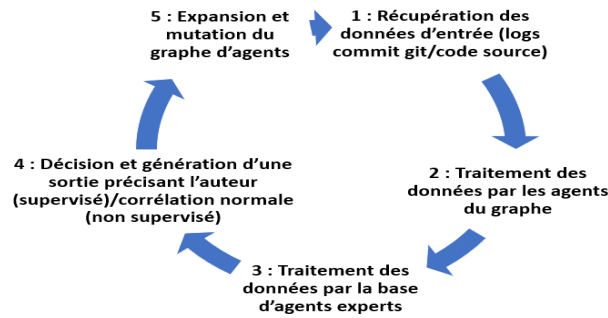 1 : Récupération des
données d'entrée (logs
commit git/code source)
2 : Traitement des
données par les agents
du graphe
3 : Traitement des
données par la base
d'agents experts
4 : Décision et génération d'une
sortie précisant l'auteur
(supervisé)/corrélation normale
(non supervisé)
5 : Expansion et
mutation du
graphe d'agents